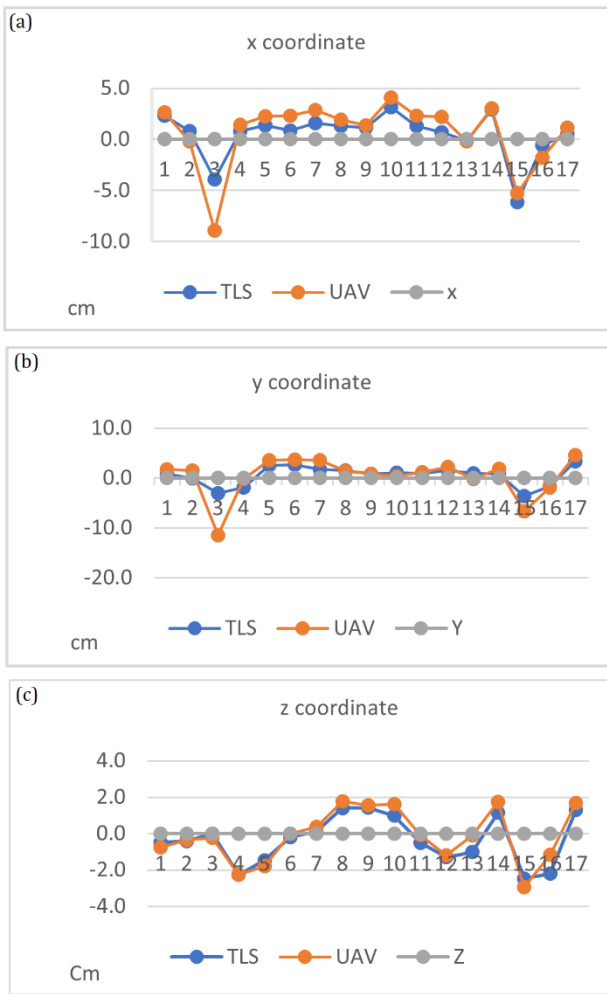 (a)
x coordinate
5.0
0.0
1 2 3 4 5 6 7 8 9 10 11 12 13 14 15 16 17
-5.0
-10.0
TLS UAV x
cm
(b)
y coordinate
10.0
0.0
1 2 3 4 5 6 7 8 9 10 11 12 13 14 15 16 17
-10.0
-20.0
TLS UAV Y
cm
(c)
z coordinate
4.0
2.0
0.0
1 2 3 4 5 6 7 8 9 10 11 12 13 14 15 16 17
-2.0
-4.0
TLS UAV Z
Cm